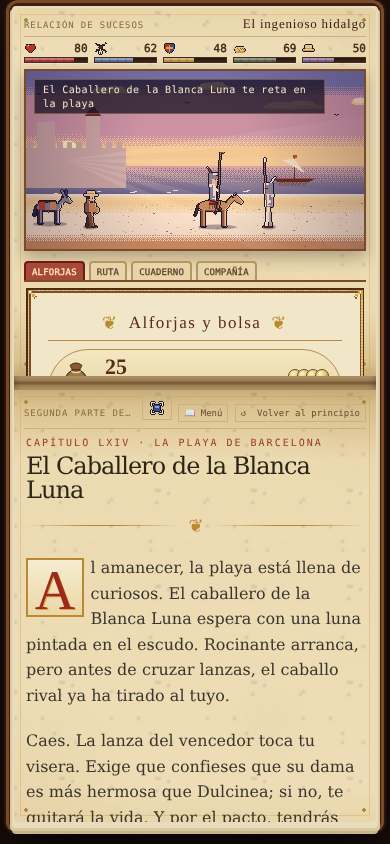 RELACIÓN DE SUCESOS
El ingenioso hidalgo
80 62 48 69 50
El Caballero de la Blanca Luna te reta en
la playa
ALFORJAS RUTA CUADERNO COMPAÑÍA
Alforjas y bolsa
25
SEGUNDA PARTE DE… Menú ↺ Volver al principio
CAPÍTULO LXIV · LA PLAYA DE BARCELONA
El Caballero de la Blanca
Luna
Al amanecer, la playa está llena de
curiosos. El caballero de la
Blanca Luna espera con una luna
pintada en el escudo. Rocinante arranca,
pero antes de cruzar lanzas, el caballo
rival ya ha tirado al tuyo.
Caes. La lanza del vencedor toca tu
visera. Exige que confieses que su dama
es más hermosa que Dulcinea; si no, te
quitará la vida. Y por el pacto, tendrás